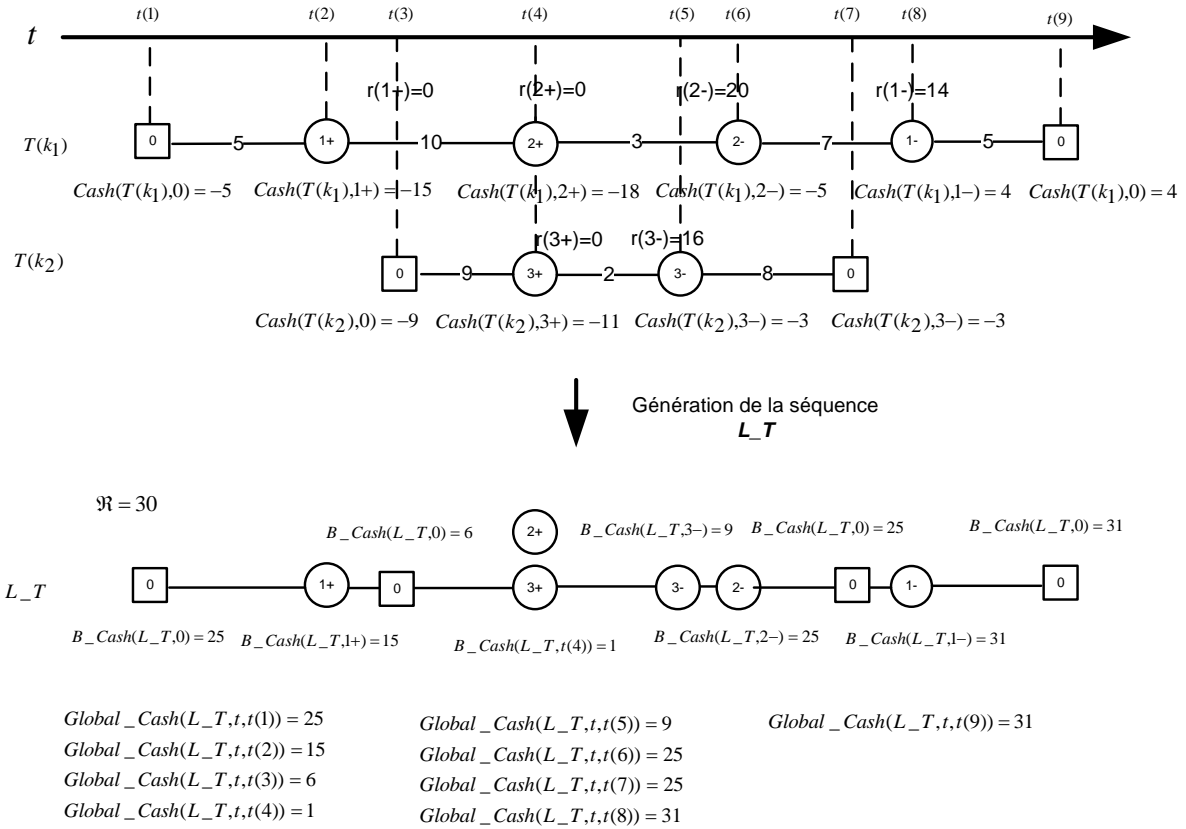 t(1) t(2) t(3) t(4) t(5) t(6) t(7) t(8) t(9)
t
r(1+)=0 r(2+)=0 r(2-)=20 r(1-)=14
T(k₁) 0 5 1+ 10 2+ 3 2- 7 1- 5 0
Cash(T(k₁),0) = −5 Cash(T(k₁),1+) = −15 Cash(T(k₁),2+) = −18 Cash(T(k₁),2−) = −5 Cash(T(k₁),1−) = 4 Cash(T(k₁),0) = 4
r(3+)=0 r(3-)=16
T(k₂) 0 9 3+ 2 3- 8 0
Cash(T(k₂),0) = −9 Cash(T(k₂),3+) = −11 Cash(T(k₂),3−) = −3 Cash(T(k₂),3−) = −3
Génération de la séquence
L_T
ℜ = 30
B_Cash(L_T,0) = 6 2+ B_Cash(L_T,3−) = 9 B_Cash(L_T,0) = 25 B_Cash(L_T,0) = 31
L_T 0 1+ 0 3+ 3- 2- 0 1- 0
B_Cash(L_T,0) = 25 B_Cash(L_T,1+) = 15 B_Cash(L_T,t(4)) = 1 B_Cash(L_T,2−) = 25 B_Cash(L_T,1−) = 31
Global_Cash(L_T,t,t(1)) = 25
Global_Cash(L_T,t,t(2)) = 15
Global_Cash(L_T,t,t(3)) = 6
Global_Cash(L_T,t,t(4)) = 1
Global_Cash(L_T,t,t(5)) = 9
Global_Cash(L_T,t,t(6)) = 25
Global_Cash(L_T,t,t(7)) = 25
Global_Cash(L_T,t,t(8)) = 31
Global_Cash(L_T,t,t(9)) = 31